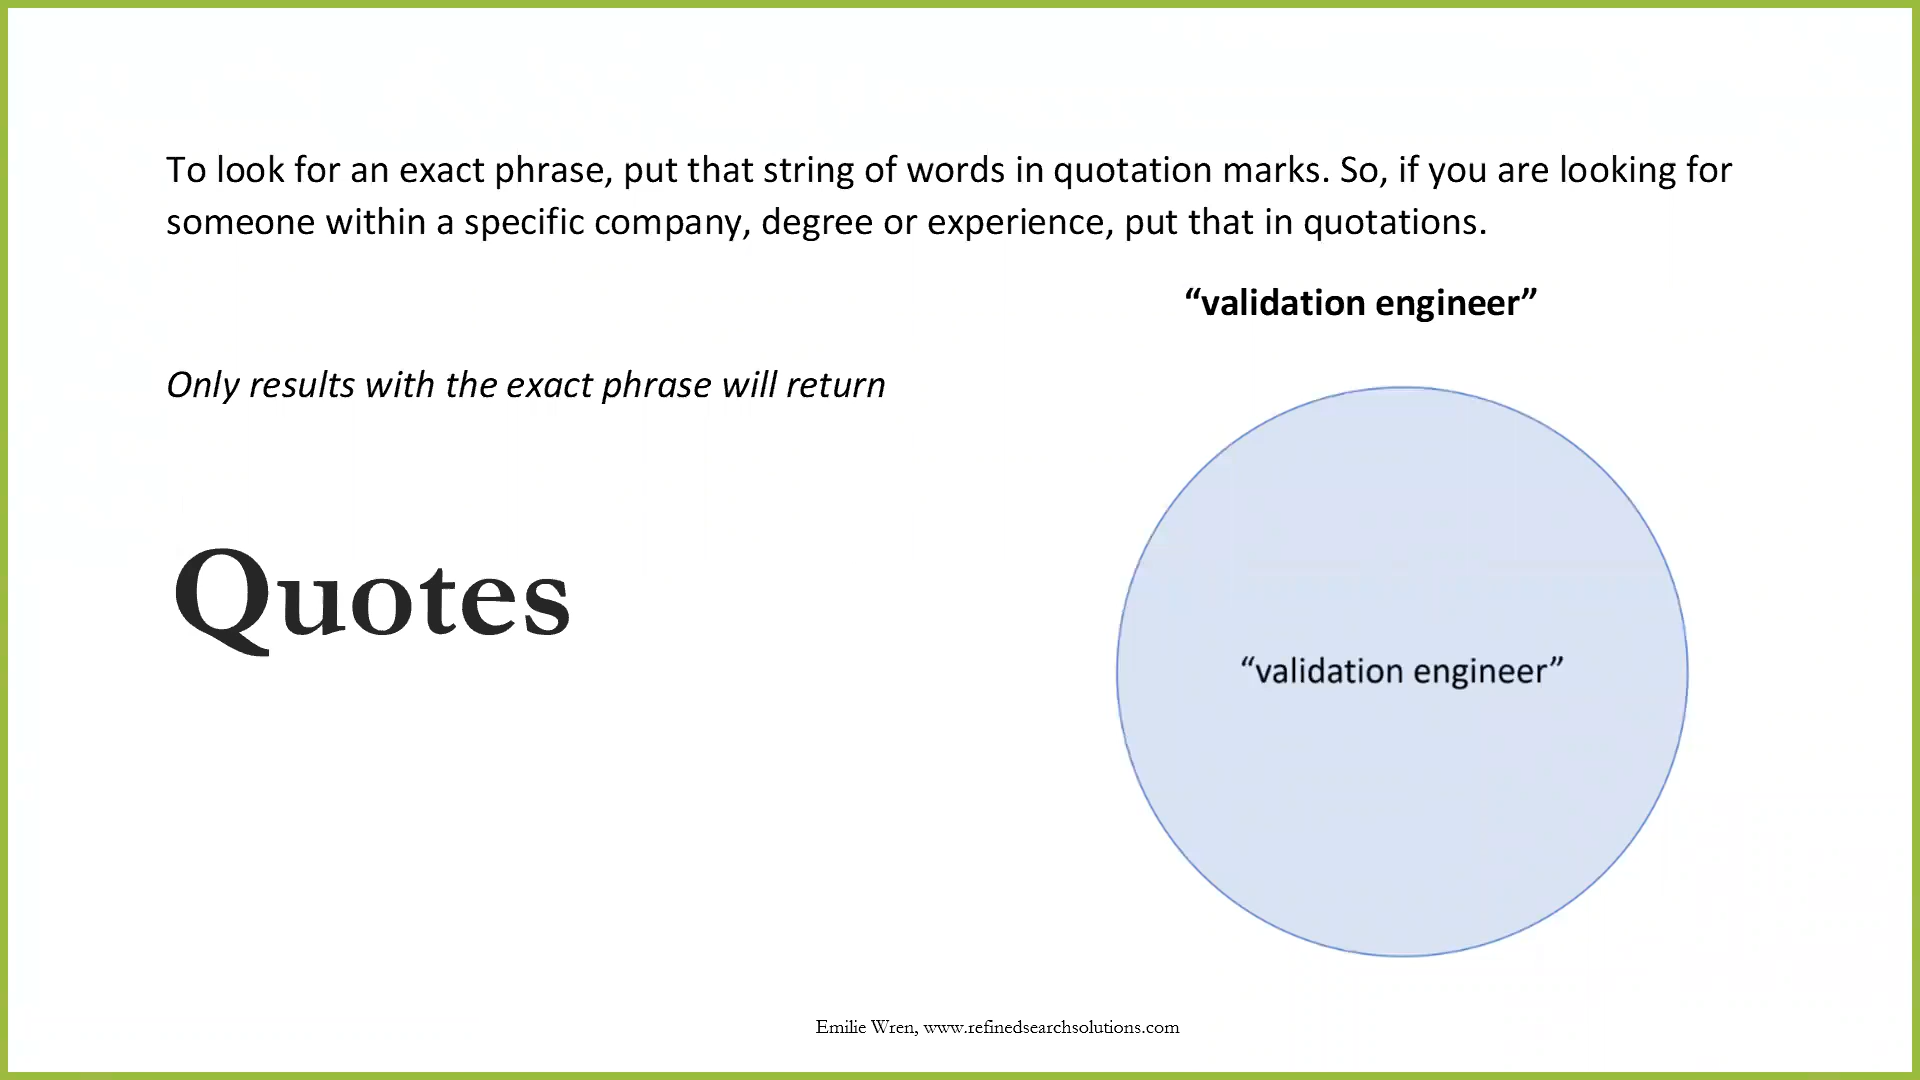 To look for an exact phrase, put that string of words in quotation marks. So, if you are looking for
someone within a specific company, degree or experience, put that in quotations.
“validation engineer”
Only results with the exact phrase will return
Quotes
“validation engineer”
Emilie Wren, www.refinedsearchsolutions.com